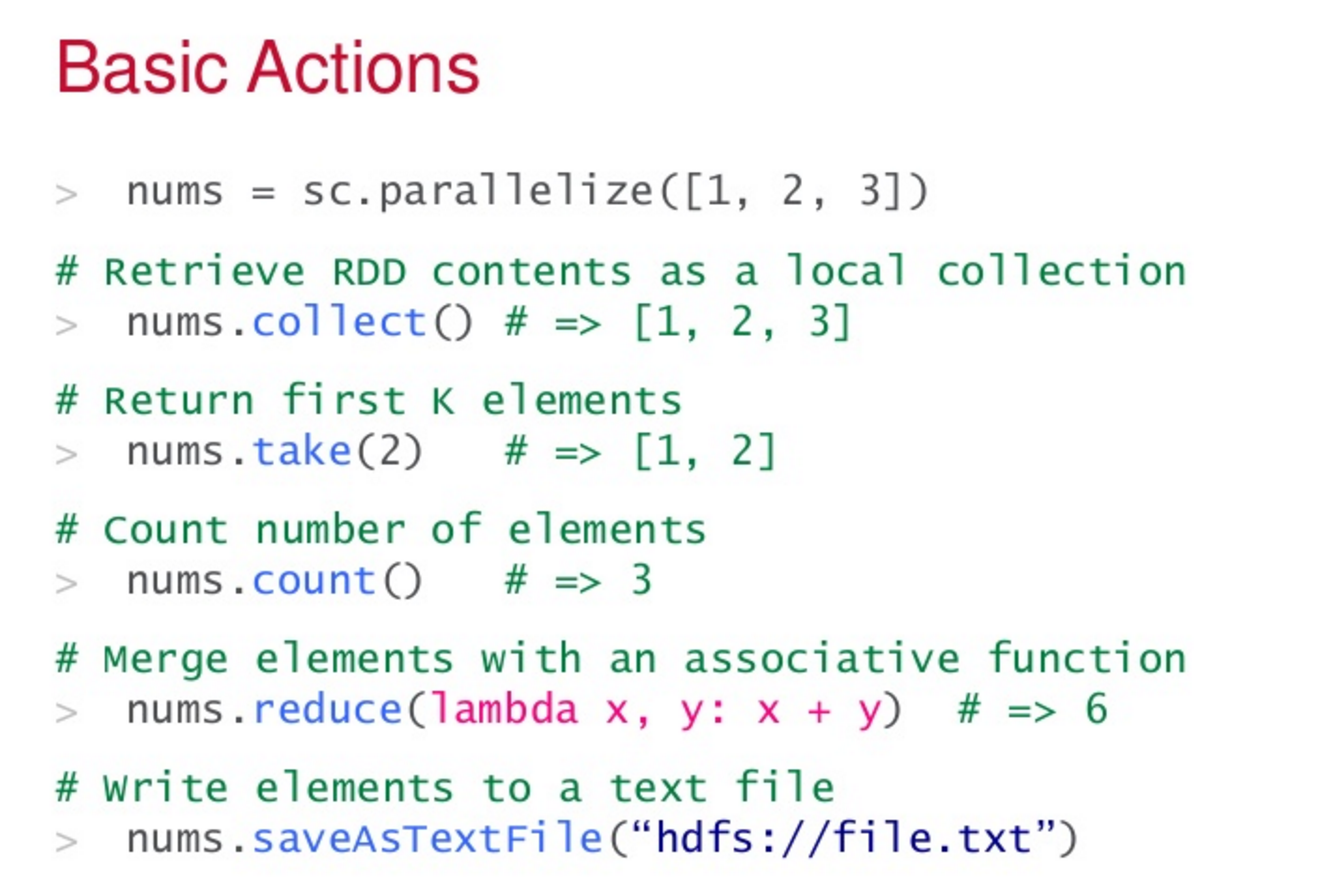 Basic Actions
> nums = sc.parallelize([1, 2, 3])
# Retrieve RDD contents as a local collection
> nums.collect() # => [1, 2, 3]
# Return first K elements
> nums.take(2) # => [1, 2]
# Count number of elements
> nums.count() # => 3
# Merge elements with an associative function
> nums.reduce(lambda x, y: x + y) # => 6
# Write elements to a text file
> nums.saveAsTextFile(“hdfs://file.txt”)